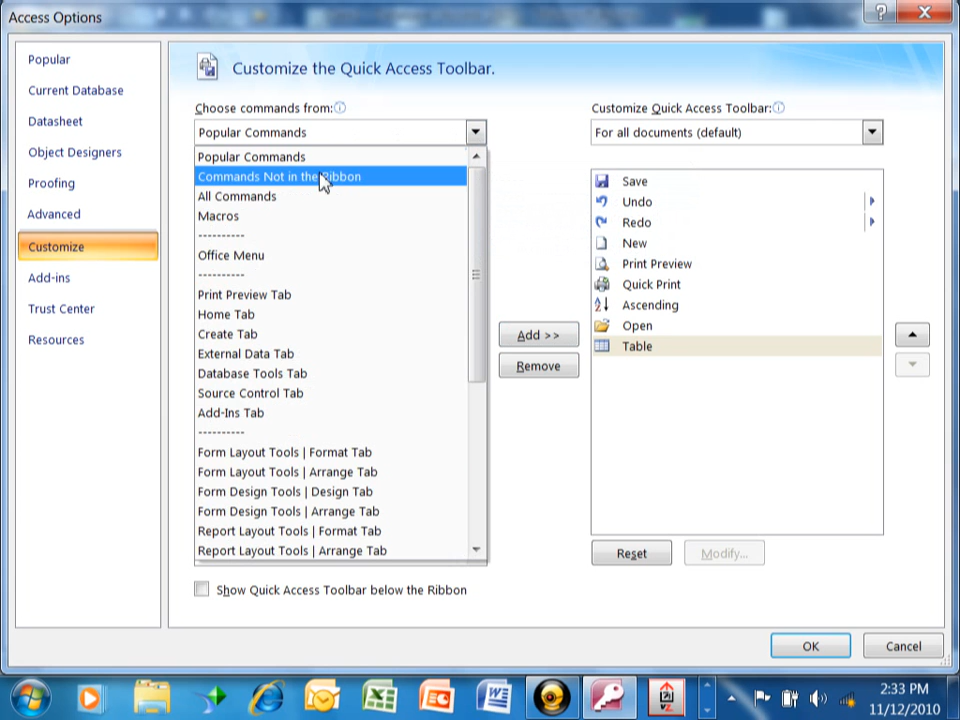 Access Options
Popular
Current Database
Datasheet
Object Designers
Proofing
Advanced
Customize
Add-ins
Trust Center
Resources
Customize the Quick Access Toolbar.
Choose commands from:
Popular Commands
Popular Commands
Commands Not in the Ribbon
All Commands
Macros
----------
Office Menu
----------
Print Preview Tab
Home Tab
Create Tab
External Data Tab
Database Tools Tab
Source Control Tab
Add-Ins Tab
----------
Form Layout Tools | Format Tab
Form Layout Tools | Arrange Tab
Form Design Tools | Design Tab
Form Design Tools | Arrange Tab
Report Layout Tools | Format Tab
Report Layout Tools | Arrange Tab
Show Quick Access Toolbar below the Ribbon
Add >>
Remove
Customize Quick Access Toolbar:
For all documents (default)
Save
Undo
Redo
New
Print Preview
Quick Print
Ascending
Open
Table
Reset
Modify...
OK
Cancel
2:33 PM
11/12/2010